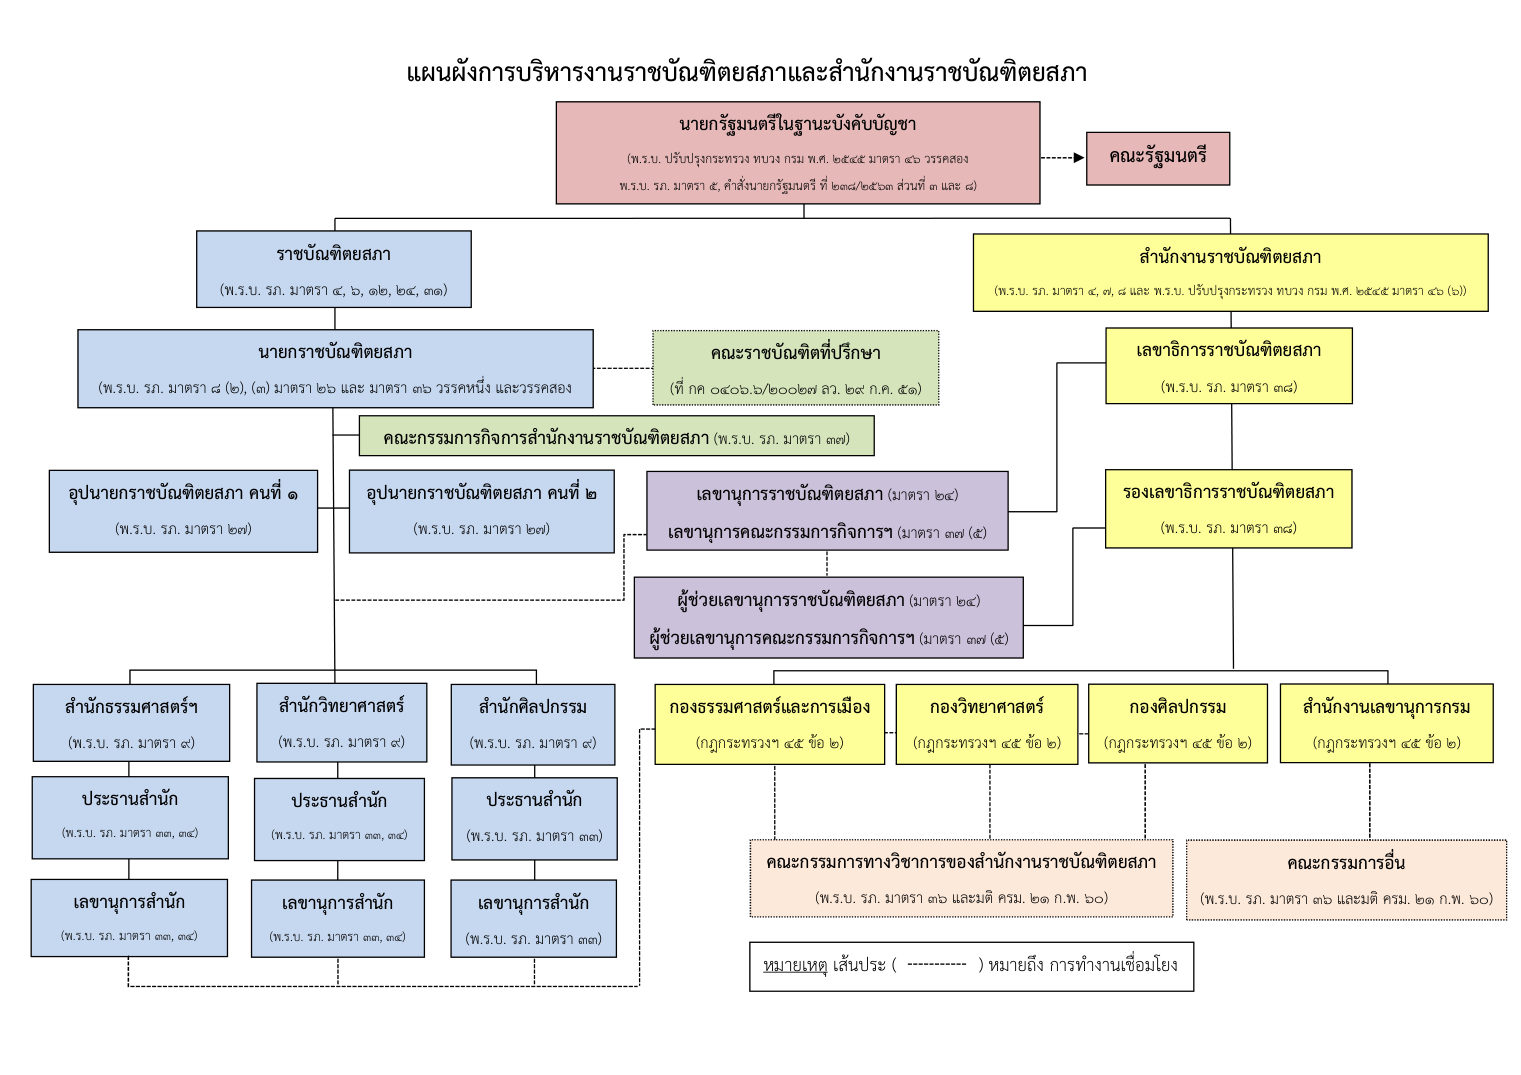 แผนผังการบริหารงานราชบัณฑิตยสภาและสำนักงานราชบัณฑิตยสภา
นายกรัฐมนตรีในฐานะบังคับบัญชา
(พ.ร.บ. ปรับปรุงกระทรวง ทบวง กรม พ.ศ. ๒๕๔๕ มาตรา ๔๖ วรรคสอง
พ.ร.บ. รภ. มาตรา ๕, คำสั่งนายกรัฐมนตรี ที่ ๒๓๘/๒๕๖๓ ส่วนที่ ๓ และ ๘)
คณะรัฐมนตรี
ราชบัณฑิตยสภา
(พ.ร.บ. รภ. มาตรา ๔, ๖, ๑๒, ๒๔, ๓๑)
สำนักงานราชบัณฑิตยสภา
(พ.ร.บ. รภ. มาตรา ๔, ๗, ๘ และ พ.ร.บ. ปรับปรุงกระทรวง ทบวง กรม พ.ศ. ๒๕๔๕ มาตรา ๔๖ (๖))
นายกราชบัณฑิตยสภา
(พ.ร.บ. รภ. มาตรา ๘ (๒), (๓) มาตรา ๒๖ และ มาตรา ๓๖ วรรคหนึ่ง และวรรคสอง
คณะราชบัณฑิตที่ปรึกษา
(ที่ กค ๐๔๐๖.๖/๒๐๐๒๗ ลว. ๒๙ ก.ค. ๕๑)
เลขาธิการราชบัณฑิตยสภา
(พ.ร.บ. รภ. มาตรา ๓๘)
คณะกรรมการกิจการสำนักงานราชบัณฑิตยสภา (พ.ร.บ. รภ. มาตรา ๓๗)
อุปนายกราชบัณฑิตยสภา คนที่ ๑
(พ.ร.บ. รภ. มาตรา ๒๗)
อุปนายกราชบัณฑิตยสภา คนที่ ๒
(พ.ร.บ. รภ. มาตรา ๒๗)
เลขานุการราชบัณฑิตยสภา (มาตรา ๒๔)
เลขานุการคณะกรรมการกิจการฯ (มาตรา ๓๗ (๕)
รองเลขาธิการราชบัณฑิตยสภา
(พ.ร.บ. รภ. มาตรา ๓๘)
ผู้ช่วยเลขานุการราชบัณฑิตยสภา (มาตรา ๒๔)
ผู้ช่วยเลขานุการคณะกรรมการกิจการฯ (มาตรา ๓๗ (๕)
สำนักธรรมศาสตร์ฯ
(พ.ร.บ. รภ. มาตรา ๙)
สำนักวิทยาศาสตร์
(พ.ร.บ. รภ. มาตรา ๙)
สำนักศิลปกรรม
(พ.ร.บ. รภ. มาตรา ๙)
กองธรรมศาสตร์และการเมือง
(กฎกระทรวงฯ ๔๕ ข้อ ๒)
กองวิทยาศาสตร์
(กฎกระทรวงฯ ๔๕ ข้อ ๒)
กองศิลปกรรม
(กฎกระทรวงฯ ๔๕ ข้อ ๒)
สำนักงานเลขานุการกรม
(กฎกระทรวงฯ ๔๕ ข้อ ๒)
ประธานสำนัก
(พ.ร.บ. รภ. มาตรา ๓๓, ๓๔)
ประธานสำนัก
(พ.ร.บ. รภ. มาตรา ๓๓, ๓๔)
ประธานสำนัก
(พ.ร.บ. รภ. มาตรา ๓๓)
คณะกรรมการทางวิชาการของสำนักงานราชบัณฑิตยสภา
(พ.ร.บ. รภ. มาตรา ๓๖ และมติ ครม. ๒๑ ก.พ. ๖๐)
คณะกรรมการอื่น
(พ.ร.บ. รภ. มาตรา ๓๖ และมติ ครม. ๒๑ ก.พ. ๖๐)
เลขานุการสำนัก
(พ.ร.บ. รภ. มาตรา ๓๓, ๓๔)
เลขานุการสำนัก
(พ.ร.บ. รภ. มาตรา ๓๓, ๓๔)
เลขานุการสำนัก
(พ.ร.บ. รภ. มาตรา ๓๓)
หมายเหตุ เส้นประ ( ----------- ) หมายถึง การทำงานเชื่อมโยง